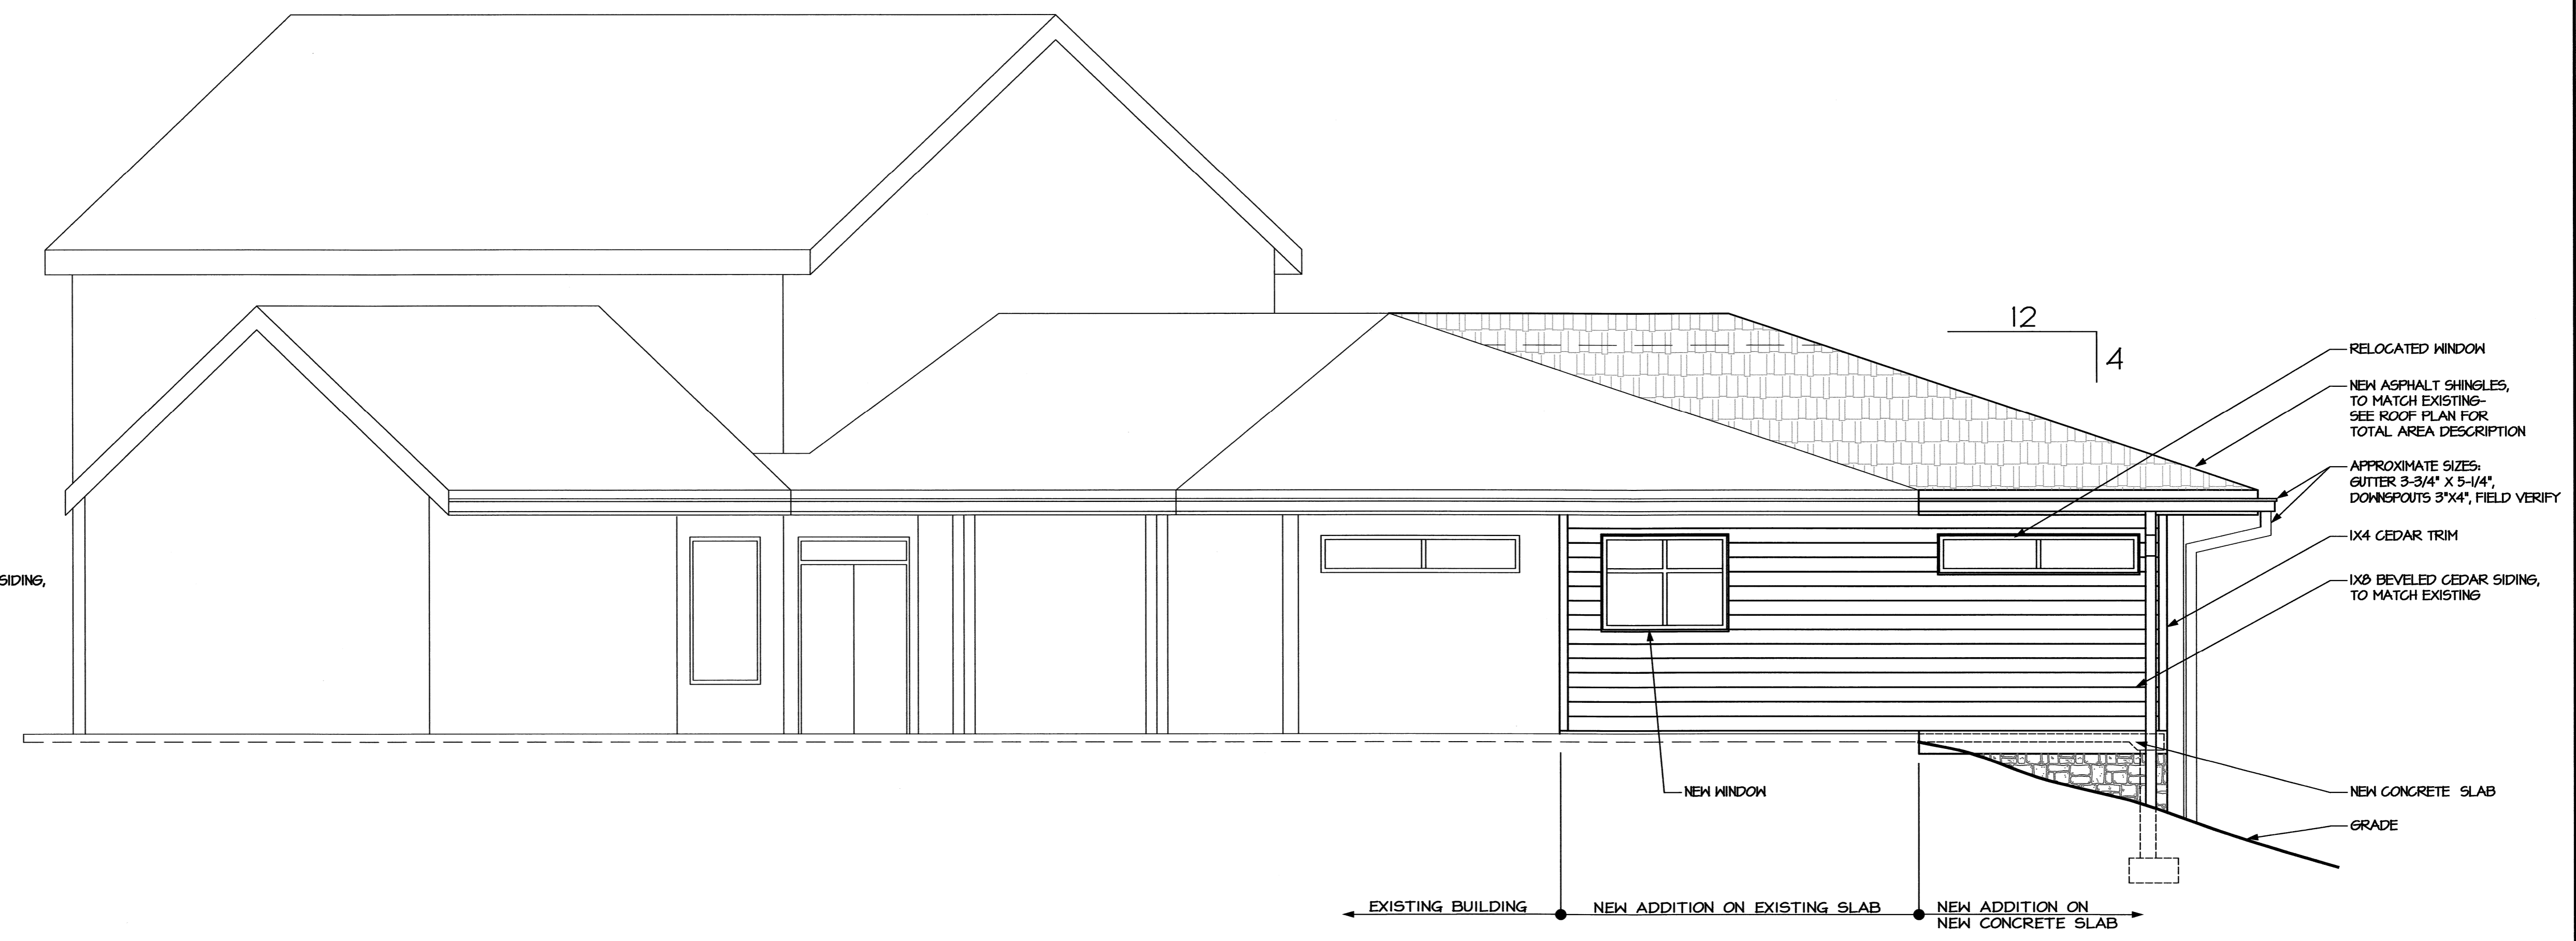 12
4
RELOCATED WINDOW
NEW ASPHALT SHINGLES,
TO MATCH EXISTING-
SEE ROOF PLAN FOR
TOTAL AREA DESCRIPTION
APPROXIMATE SIZES:
GUTTER 3-3/4" X 5-1/4",
DOWNSPOUTS 3"X4", FIELD VERIFY
1X4 CEDAR TRIM
SIDING,
1X8 BEVELED CEDAR SIDING,
TO MATCH EXISTING
NEW WINDOW
NEW CONCRETE SLAB
GRADE
EXISTING BUILDING
NEW ADDITION ON EXISTING SLAB
NEW ADDITION ON
NEW CONCRETE SLAB